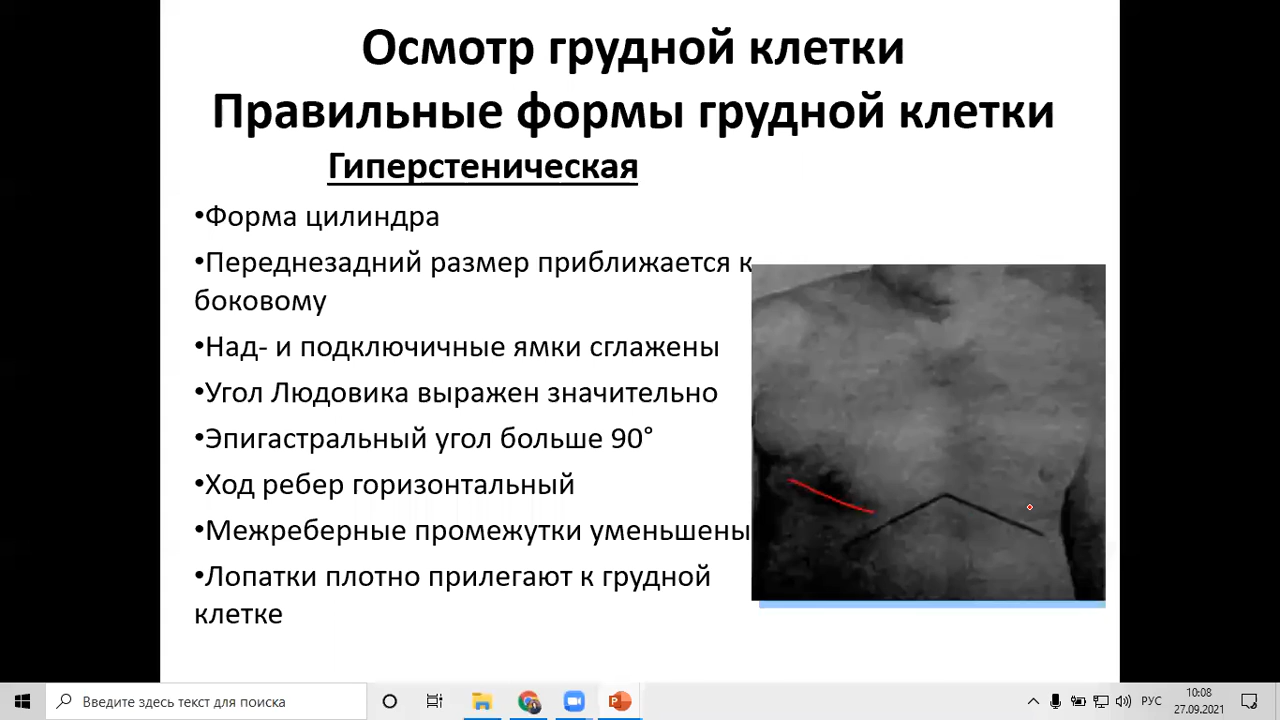 Осмотр грудной клетки
Правильные формы грудной клетки
Гиперстеническая
•Форма цилиндра
•Переднезадний размер приближается к
боковому
•Над- и подключичные ямки сглажены
•Угол Людовика выражен значительно
•Эпигастральный угол больше 90°
•Ход ребер горизонтальный
•Межреберные промежутки уменьшены
•Лопатки плотно прилегают к грудной
клетке
Введите здесь текст для поиска
РУС
10:08
27.09.2021